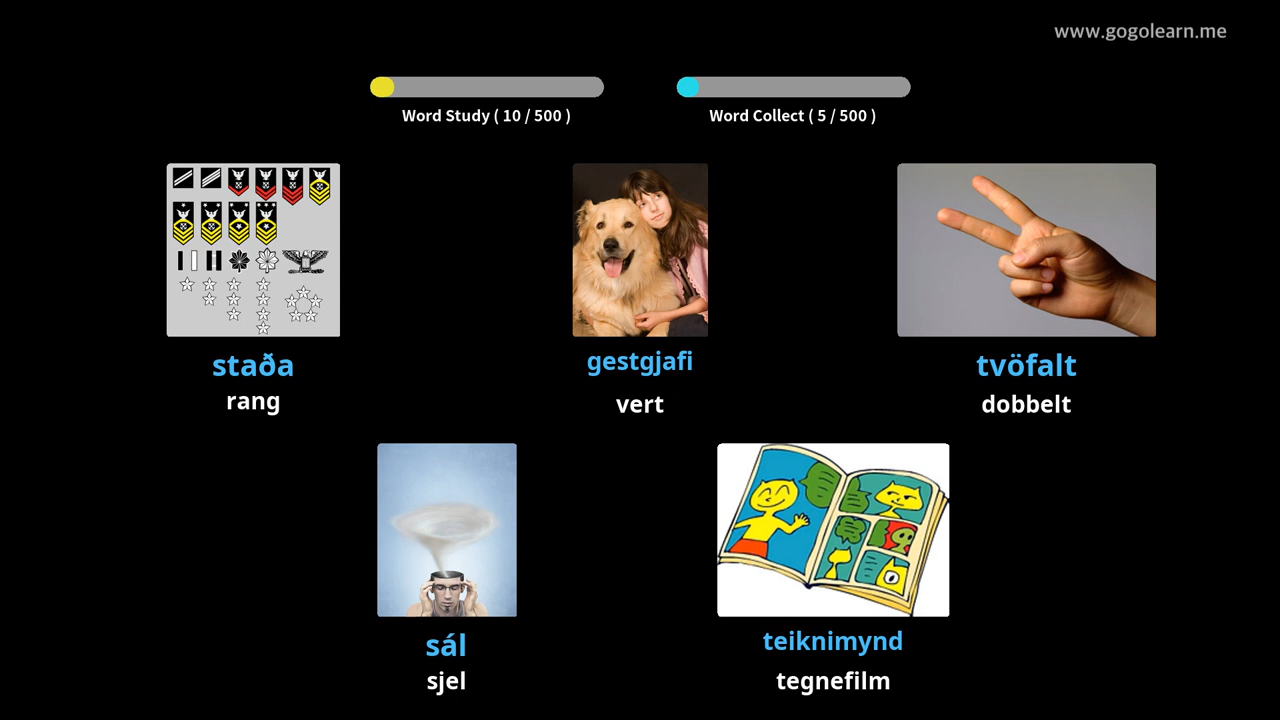 www.gogolearn.me
Word Study ( 10 / 500 )
Word Collect ( 5 / 500 )
staða
rang
gestgjafi
vert
tvöfalt
dobbelt
sál
sjel
teiknimynd
tegnefilm